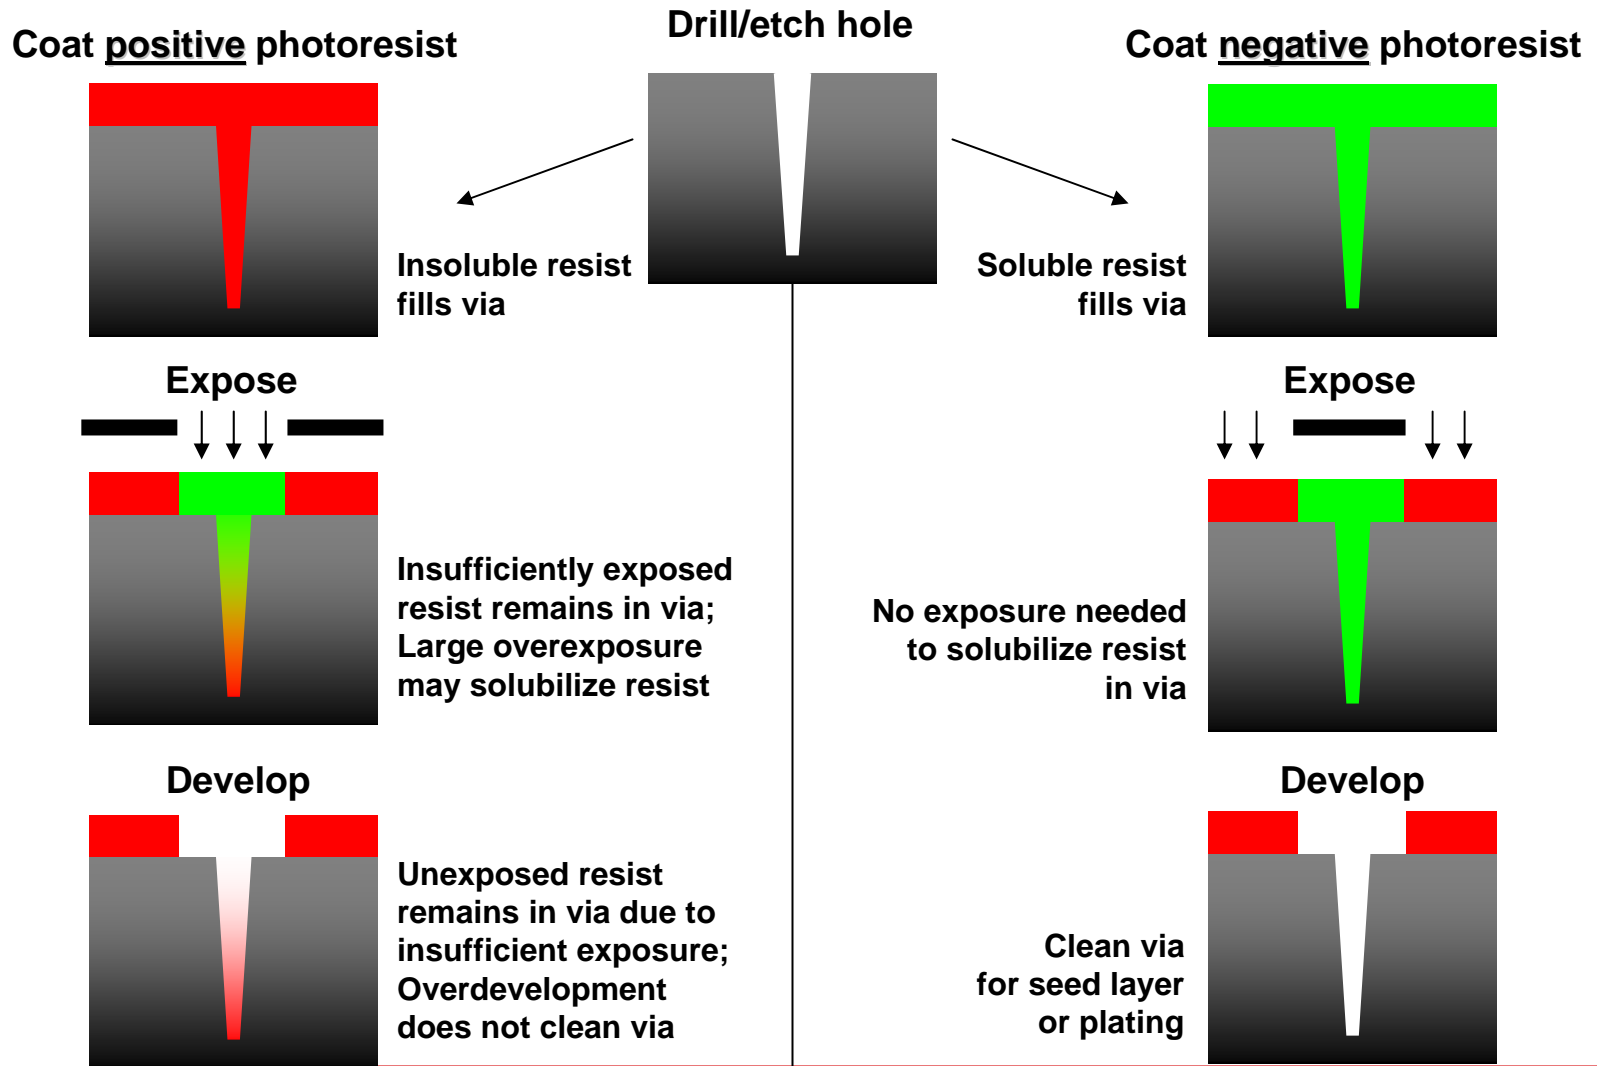 Drill/etch hole
Coat positive photoresist
Insoluble resist
fills via
Expose
Insufficiently exposed
resist remains in via;
Large overexposure
may solubilize resist
Develop
Unexposed resist
remains in via due to
insufficient exposure;
Overdevelopment
does not clean via
Coat negative photoresist
Soluble resist
fills via
Expose
No exposure needed
to solubilize resist
in via
Develop
Clean via
for seed layer
or plating